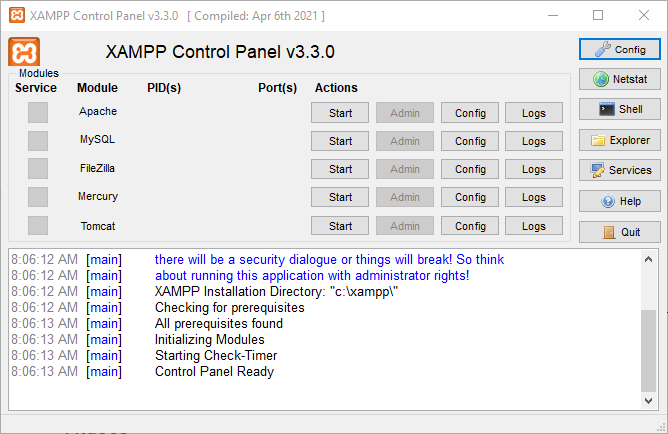 XAMPP Control Panel v3.3.0 [ Compiled: Apr 6th 2021 ]
XAMPP Control Panel v3.3.0
Modules
Service Module PID(s) Port(s) Actions
Apache Start Admin Config Logs
MySQL Start Admin Config Logs
FileZilla Start Admin Config Logs
Mercury Start Admin Config Logs
Tomcat Start Admin Config Logs
Config
Netstat
Shell
Explorer
Services
Help
Quit
8:06:12 AM [main] there will be a security dialogue or things will break! So think
8:06:12 AM [main] about running this application with administrator rights!
8:06:12 AM [main] XAMPP Installation Directory: "c:\xampp\"
8:06:12 AM [main] Checking for prerequisites
8:06:13 AM [main] All prerequisites found
8:06:13 AM [main] Initializing Modules
8:06:13 AM [main] Starting Check-Timer
8:06:13 AM [main] Control Panel Ready